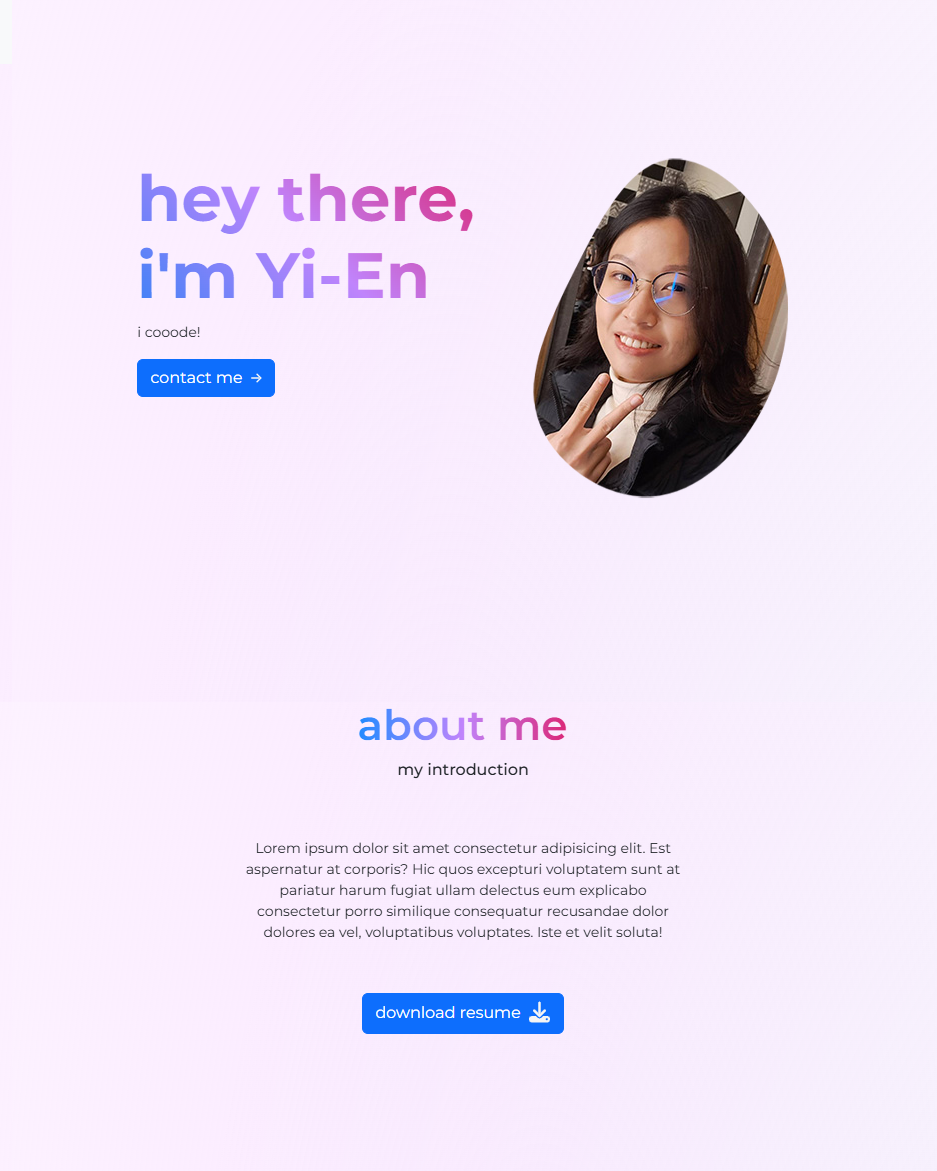 hey there,
i'm Yi-En
i cooode!
contact me →
about me
my introduction
Lorem ipsum dolor sit amet consectetur adipisicing elit. Est
aspernatur at corporis? Hic quos excepturi voluptatem sunt at
pariatur harum fugiat ullam delectus eum explicabo
consectetur porro similique consequatur recusandae dolor
dolores ea vel, voluptatibus voluptates. Iste et velit soluta!
download resume